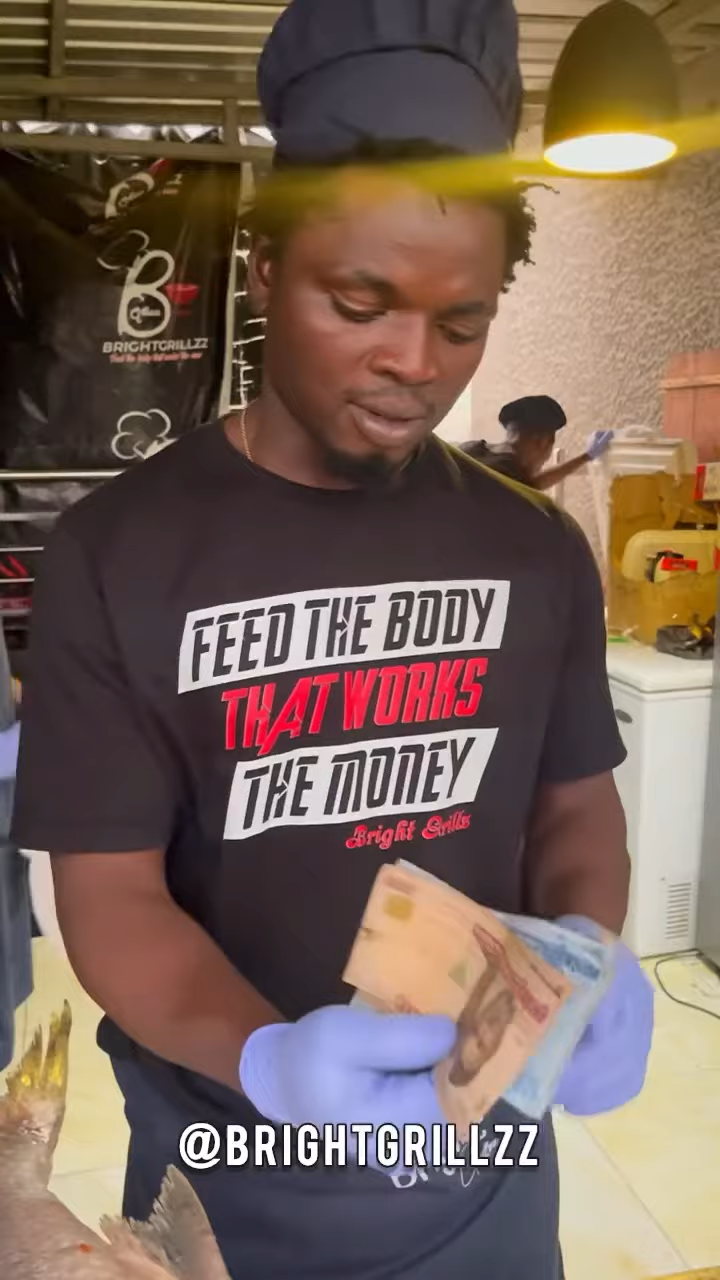 BRIGHTGRILLZZ
FEED THE BODY
THAT WORKS
THE MONEY
Bright Grillz
@BRIGHTGRILLZZ